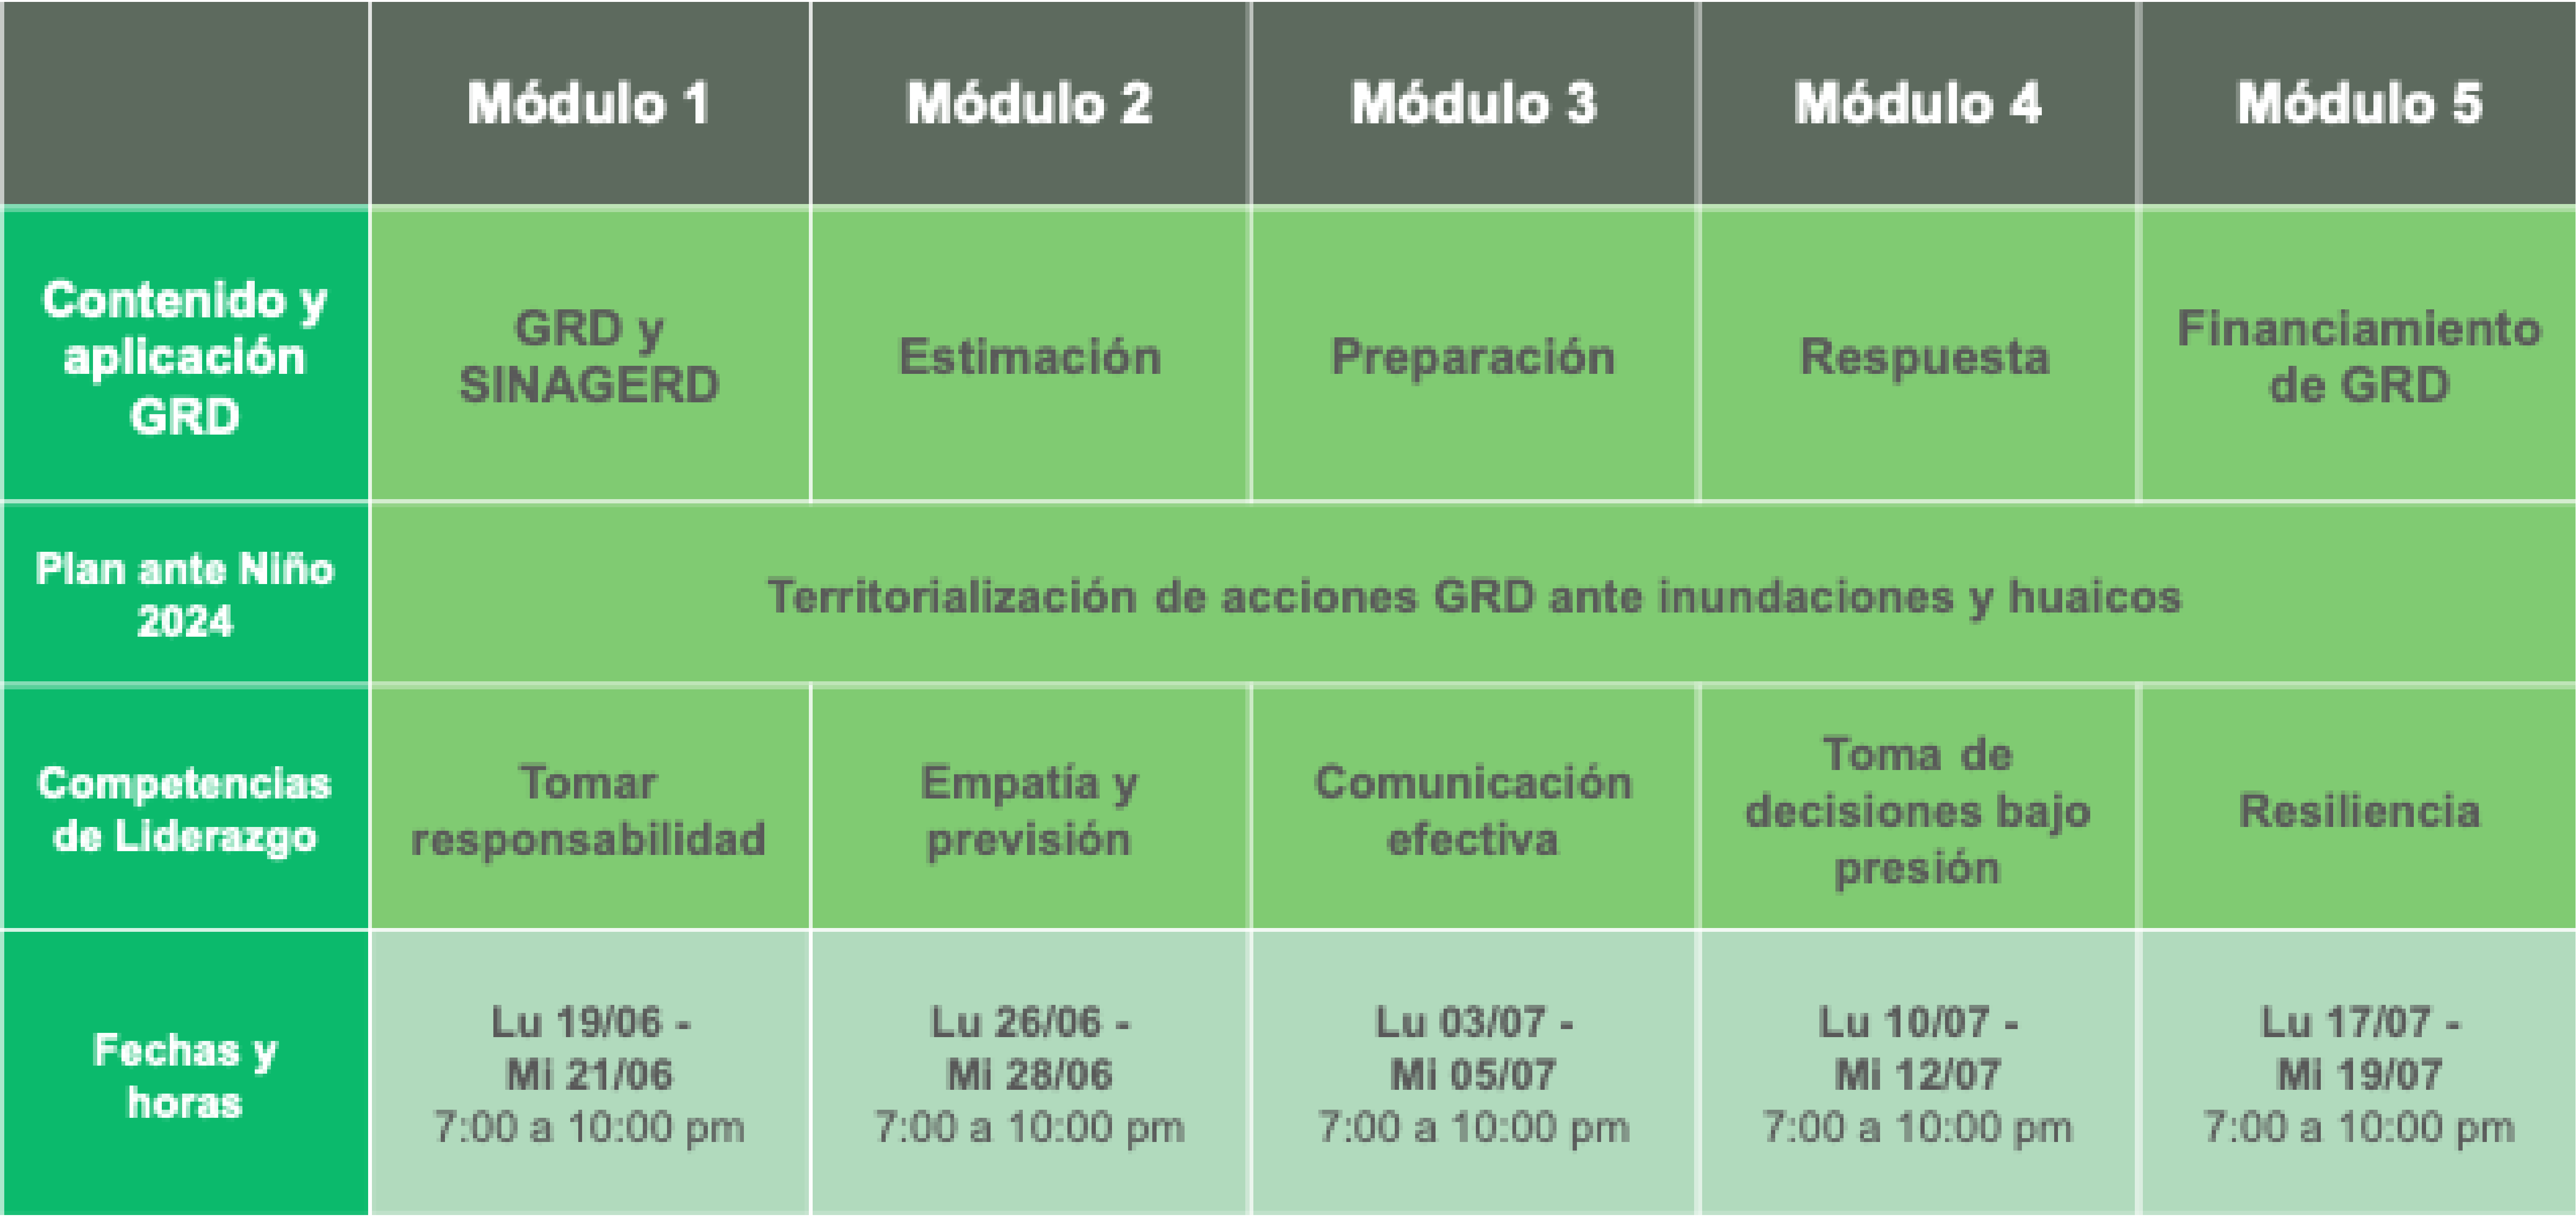 Módulo 1
Módulo 2
Módulo 3
Módulo 4
Módulo 5
Contenido y
aplicación
GRD
GRD y
SINAGERD
Estimación
Preparación
Respuesta
Financiamiento
de GRD
Plan ante Niño
2024
Territorialización de acciones GRD ante inundaciones y huaicos
Competencias
de Liderazgo
Tomar
responsabilidad
Empatía y
previsión
Comunicación
efectiva
Toma de
decisiones bajo
presión
Resiliencia
Fechas y
horas
Lu 19/06 -
Mi 21/06
7:00 a 10:00 pm
Lu 26/06 -
Mi 28/06
7:00 a 10:00 pm
Lu 03/07 -
Mi 05/07
7:00 a 10:00 pm
Lu 10/07 -
Mi 12/07
7:00 a 10:00 pm
Lu 17/07 -
Mi 19/07
7:00 a 10:00 pm